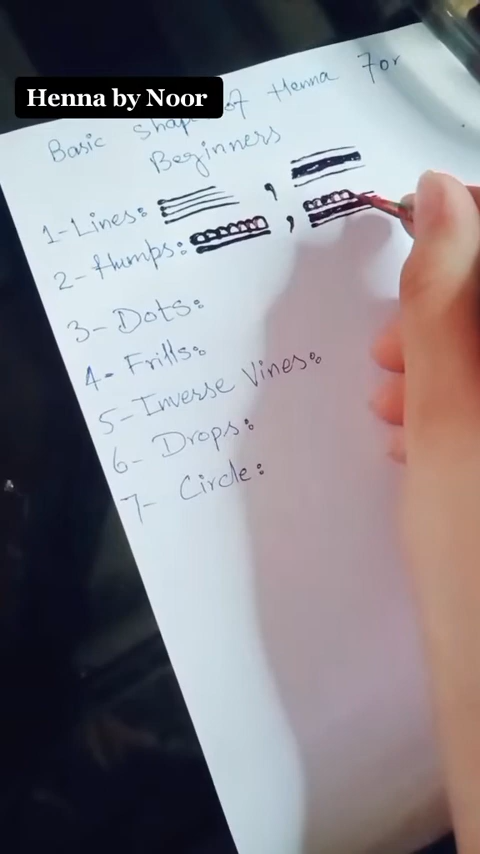 Henna by Noor
Basic Shap of Henna For
Beginners
1-Lines: ,
2-Humps: ,
3-Dots:
4-Frills:
5-Inverse Vines:
6-Drops:
7-Circle: